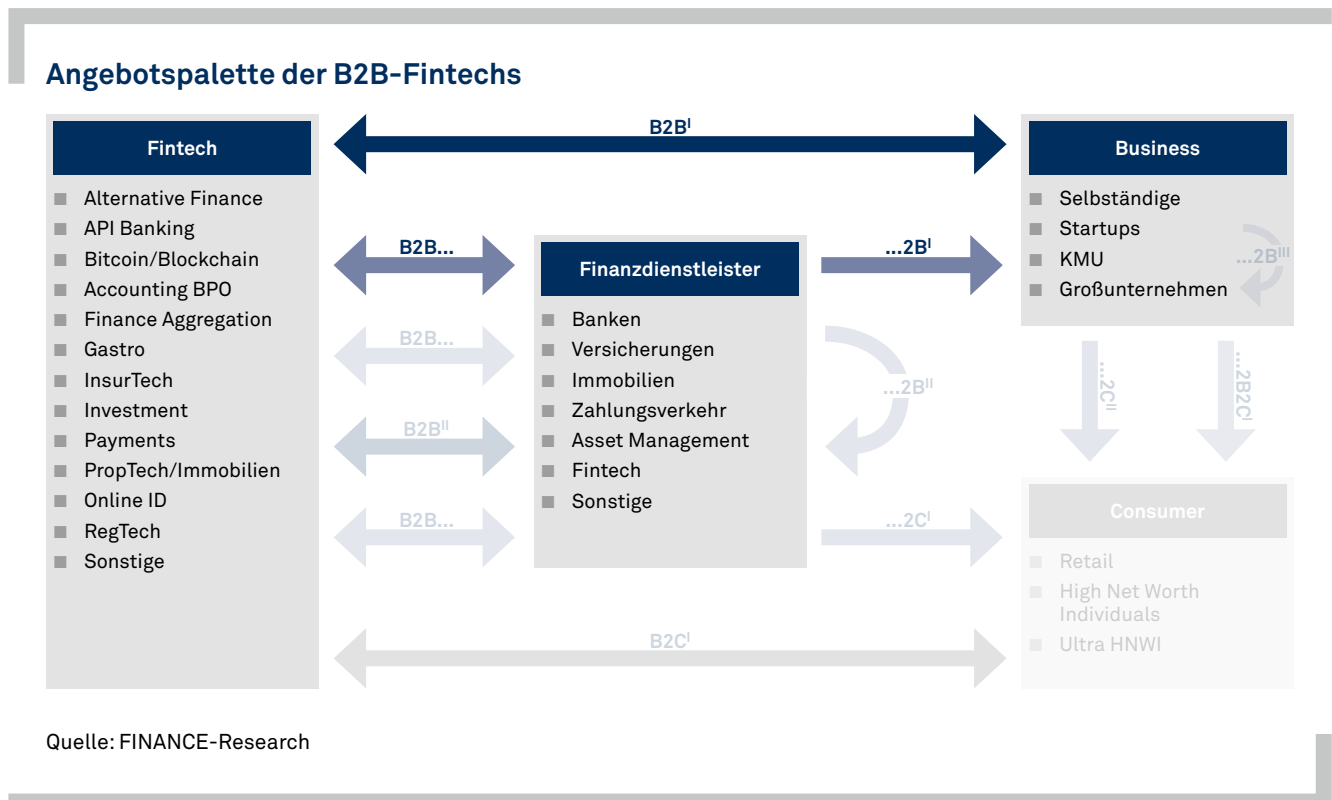 Angebotspalette der B2B-Fintechs
Fintech
Alternative Finance
API Banking
Bitcoin/Blockchain
Accounting BPO
Finance Aggregation
Gastro
InsurTech
Investment
Payments
PropTech/Immobilien
Online ID
RegTech
Sonstige
B2Bᴵ
B2B...
B2B...
B2Bᴵᴵ
B2B...
B2Cᴵ
Finanzdienstleister
Banken
Versicherungen
Immobilien
Zahlungsverkehr
Asset Management
Fintech
Sonstige
...2Bᴵ
...2Bᴵᴵ
...2Cᴵ
Business
Selbständige
Startups
KMU
Großunternehmen
...2Bᴵᴵᴵ
...2Cᴵᴵ
...2B2Cᴵ
Consumer
Retail
High Net Worth
Individuals
Ultra HNWI
Quelle: FINANCE-Research